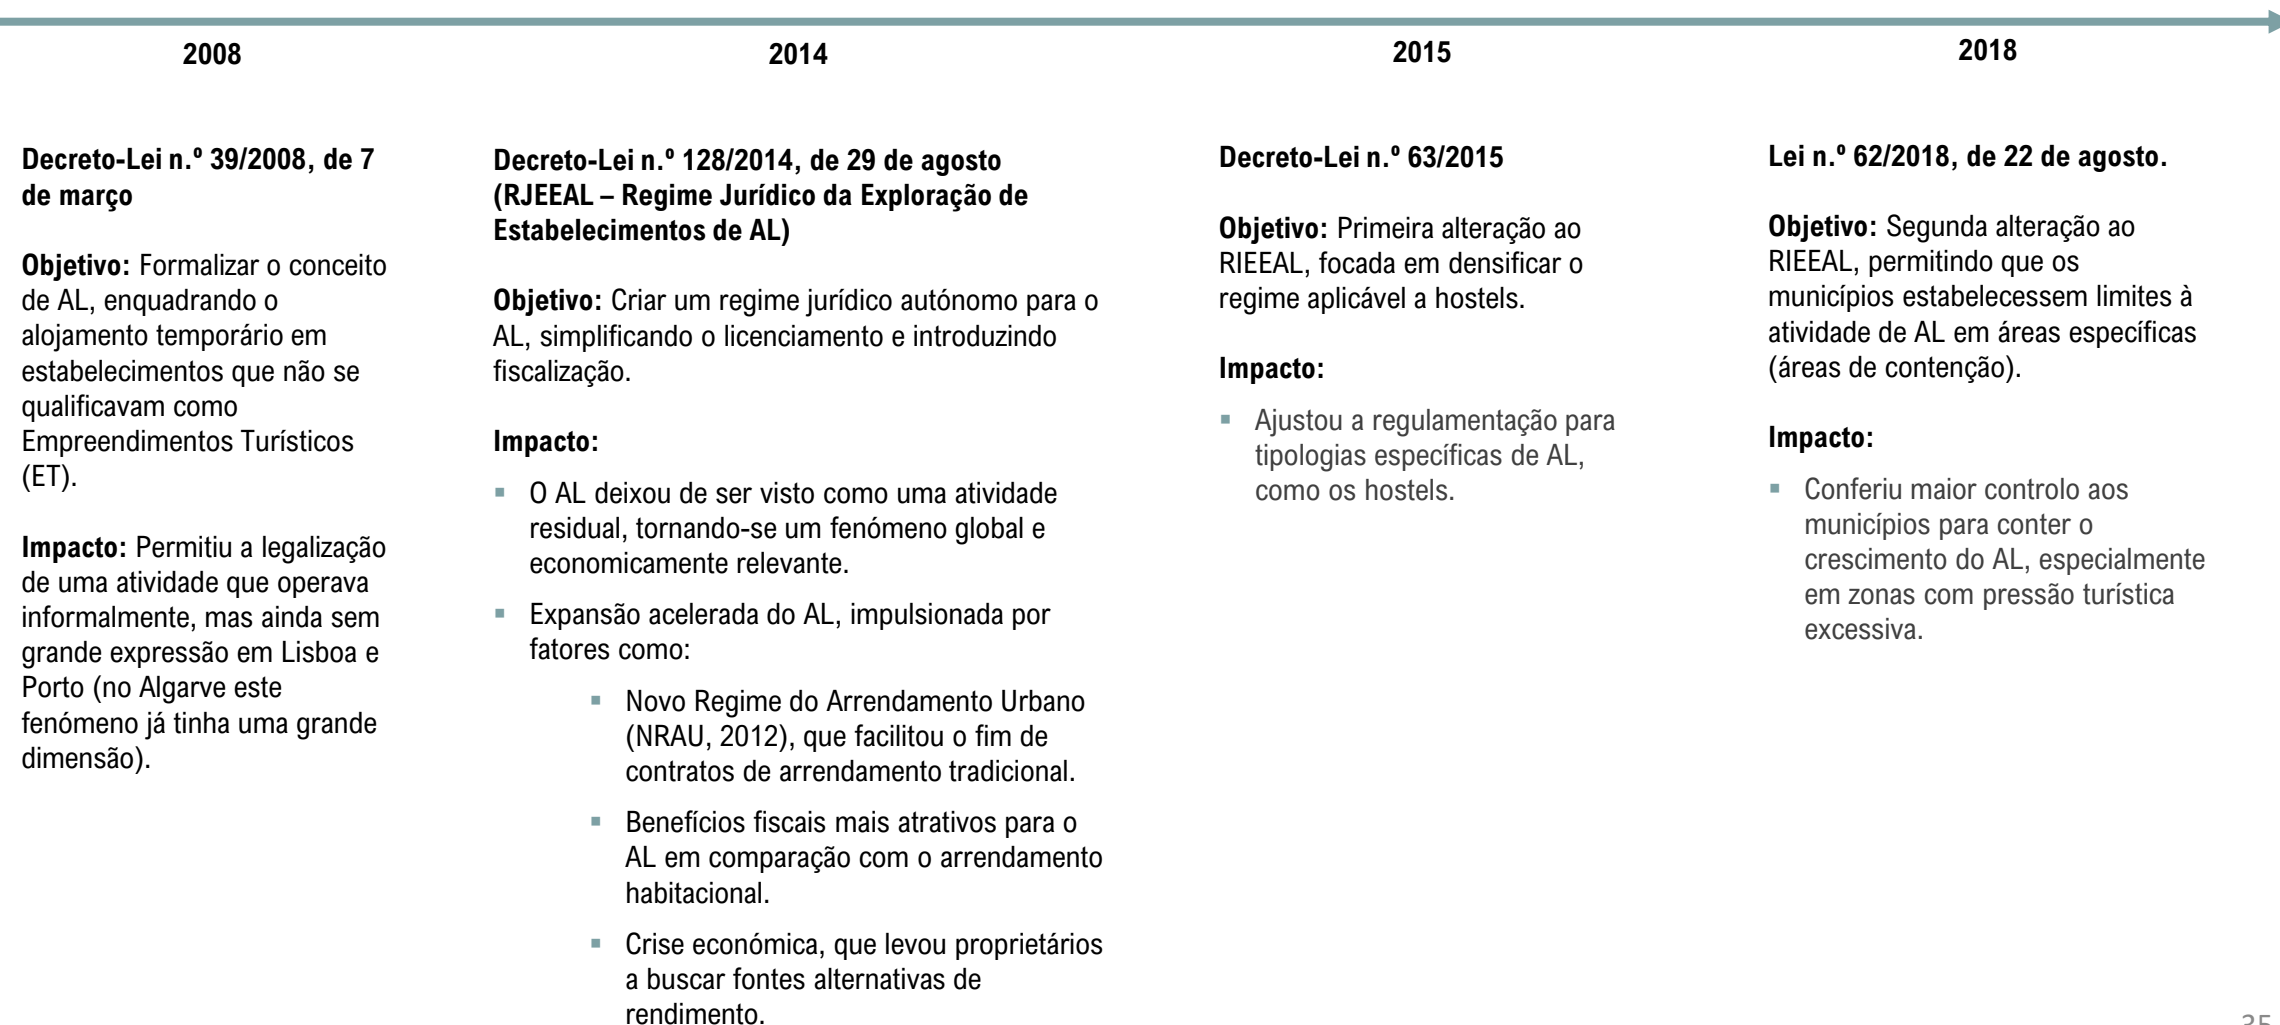 2008
Decreto-Lei n.º 39/2008, de 7
de março
Objetivo: Formalizar o conceito
de AL, enquadrando o
alojamento temporário em
estabelecimentos que não se
qualificavam como
Empreendimentos Turísticos
(ET).
Impacto: Permitiu a legalização
de uma atividade que operava
informalmente, mas ainda sem
grande expressão em Lisboa e
Porto (no Algarve este
fenómeno já tinha uma grande
dimensão).
2014
Decreto-Lei n.º 128/2014, de 29 de agosto
(RJEEAL – Regime Jurídico da Exploração de
Estabelecimentos de AL)
Objetivo: Criar um regime jurídico autónomo para o
AL, simplificando o licenciamento e introduzindo
fiscalização.
Impacto:
▪ O AL deixou de ser visto como uma atividade
residual, tornando-se um fenómeno global e
economicamente relevante.
▪ Expansão acelerada do AL, impulsionada por
fatores como:
▪ Novo Regime do Arrendamento Urbano
(NRAU, 2012), que facilitou o fim de
contratos de arrendamento tradicional.
▪ Benefícios fiscais mais atrativos para o
AL em comparação com o arrendamento
habitacional.
▪ Crise económica, que levou proprietários
a buscar fontes alternativas de
rendimento.
2015
Decreto-Lei n.º 63/2015
Objetivo: Primeira alteração ao
RIEEAL, focada em densificar o
regime aplicável a hostels.
Impacto:
▪ Ajustou a regulamentação para
tipologias específicas de AL,
como os hostels.
2018
Lei n.º 62/2018, de 22 de agosto.
Objetivo: Segunda alteração ao
RIEEAL, permitindo que os
municípios estabelecessem limites à
atividade de AL em áreas específicas
(áreas de contenção).
Impacto:
▪ Conferiu maior controlo aos
municípios para conter o
crescimento do AL, especialmente
em zonas com pressão turística
excessiva.
35